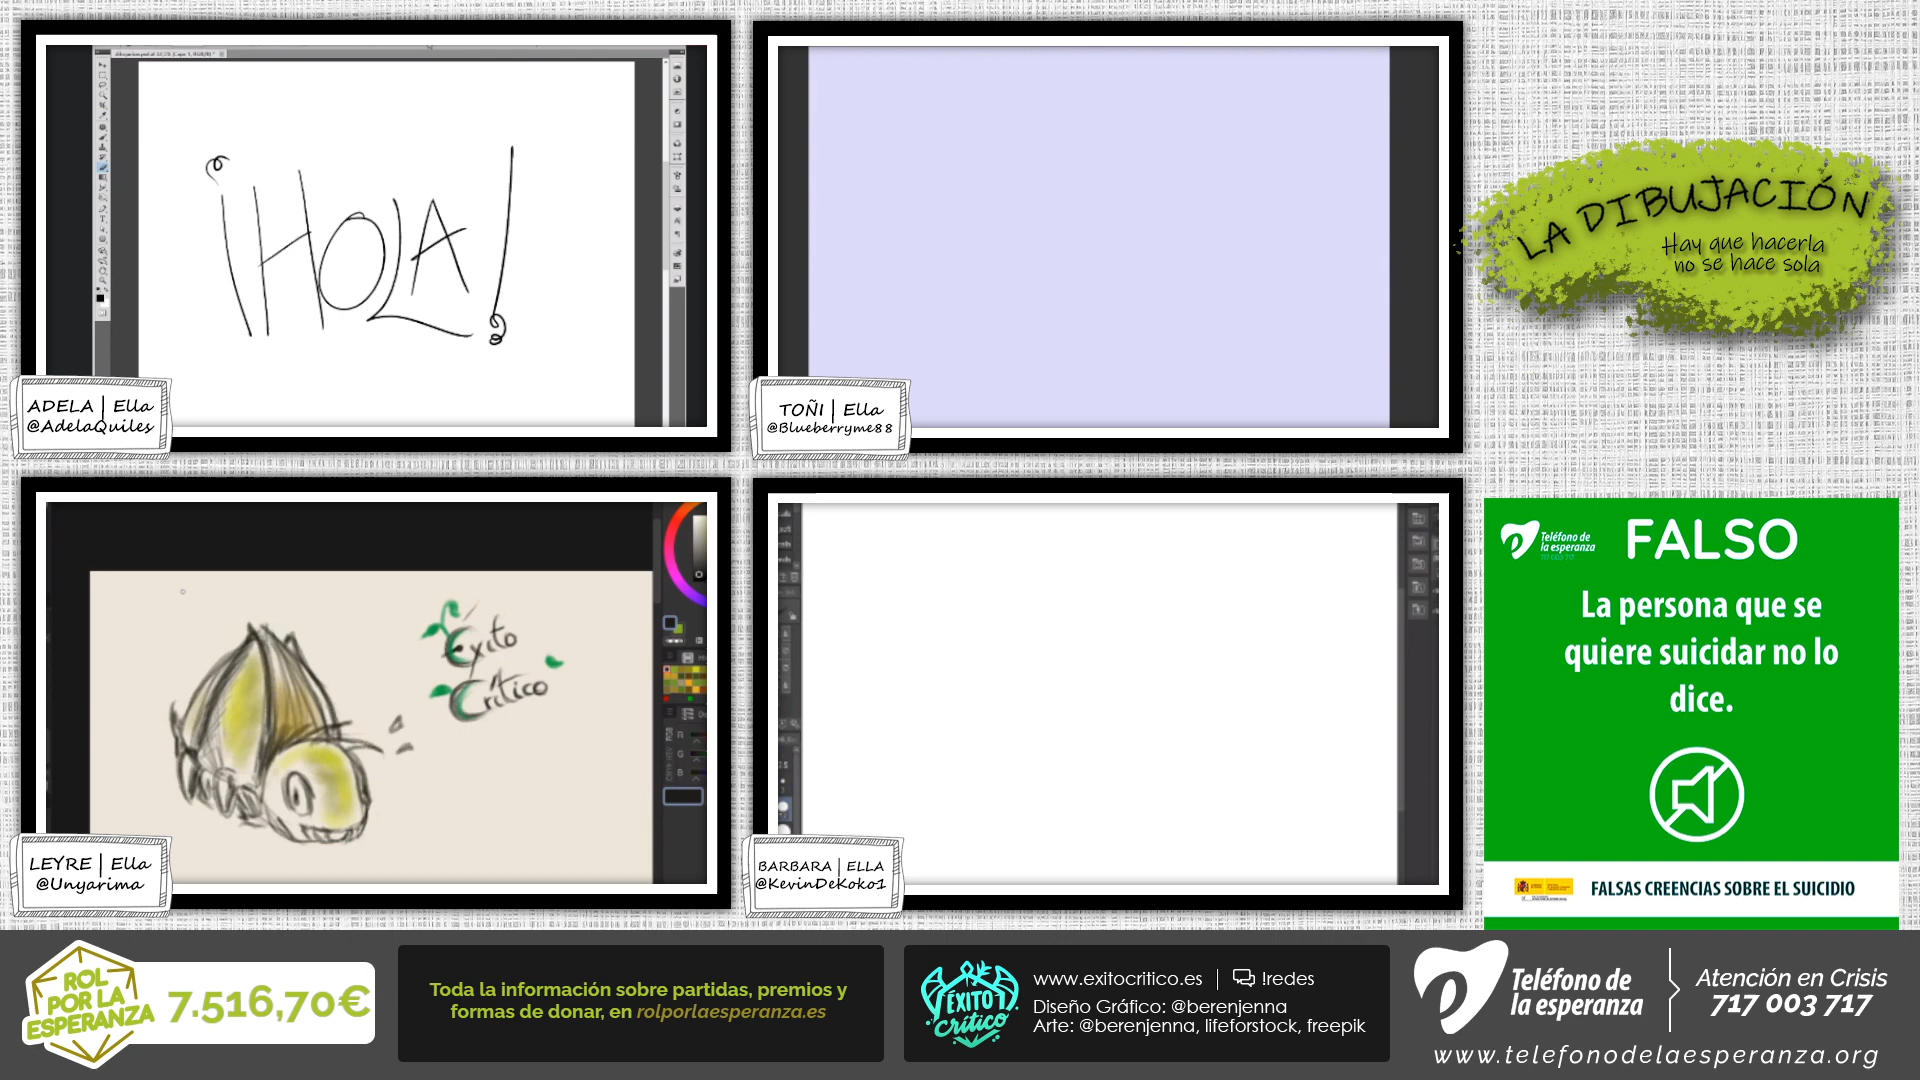 ¡HOLA!
ADELA | Ella
@AdelaQuiles
TOÑI | Ella
@Blueberryme88
LA DIBUJACIÓN
Hay que hacerla
no se hace sola
Éxito
Crítico
LEYRE | Ella
@Unyarima
BARBARA | ELLA
@KevinDeKoko1
Teléfono de
la esperanza
717 003 717
FALSO
La persona que se
quiere suicidar no lo
dice.
FALSAS CREENCIAS SOBRE EL SUICIDIO
ROL
POR LA
ESPERANZA
7.516,70€
Toda la información sobre partidas, premios y
formas de donar, en rolporlaesperanza.es
ÉXITO
Crítico
www.exitocritico.es | !redes
Diseño Gráfico: @berenjenna
Arte: @berenjenna, lifeforstock, freepik
Teléfono de
la esperanza
Atención en Crisis
717 003 717
www.telefonodelaesperanza.org